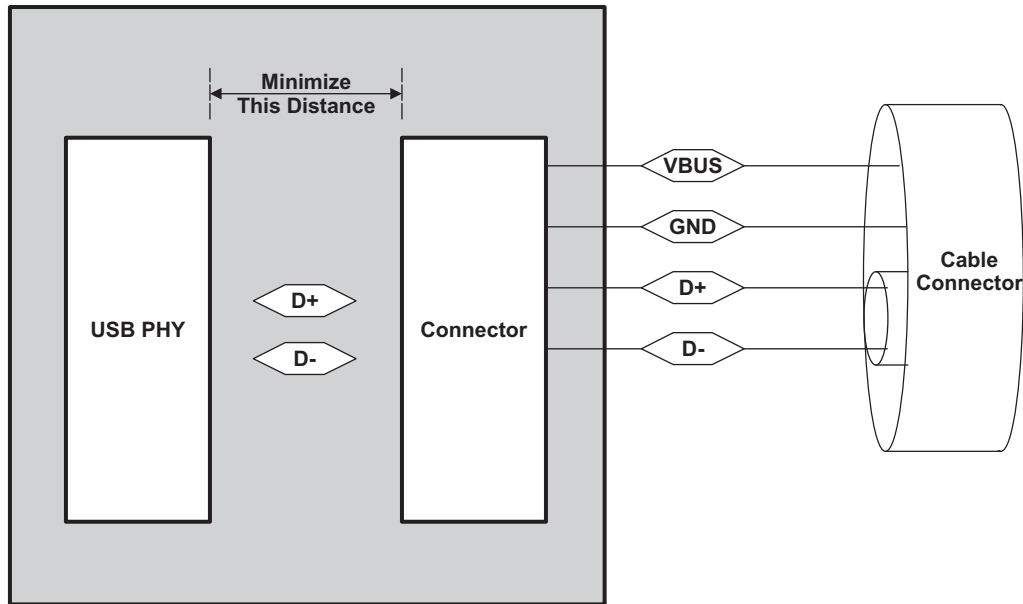 Minimize
This Distance
USB PHY
D+
D-
Connector
VBUS
GND
D+
D-
Cable
Connector